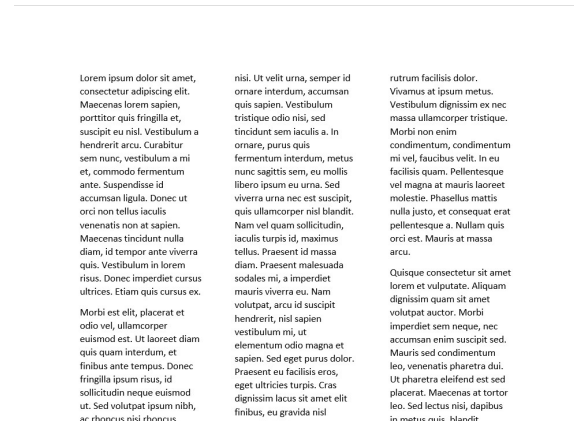 Lorem ipsum dolor sit amet,
consectetur adipiscing elit.
Maecenas lorem sapien,
porttitor quis fringilla et,
suscipit eu nisl. Vestibulum a
hendrerit arcu. Curabitur
sem nunc, vestibulum a mi
et, commodo fermentum
ante. Suspendisse id
accumsan ligula. Donec ut
orci non tellus iaculis
venenatis non at sapien.
Maecenas tincidunt nulla
diam, id tempor ante viverra
quis. Vestibulum in lorem
risus. Donec imperdiet cursus
ultrices. Etiam quis cursus ex.
Morbi est elit, placerat et
odio vel, ullamcorper
euismod est. Ut laoreet diam
quis quam interdum, et
finibus ante tempus. Donec
fringilla ipsum risus, id
sollicitudin neque euismod
ut. Sed volutpat ipsum nibh,
ac rhoncus nisi rhoncus
nisi. Ut velit urna, semper id
ornare interdum, accumsan
quis sapien. Vestibulum
tristique odio nisi, sed
tincidunt sem iaculis a. In
ornare, purus quis
fermentum interdum, metus
nunc sagittis sem, eu mollis
libero ipsum eu urna. Sed
viverra urna nec est suscipit,
quis ullamcorper nisl blandit.
Nam vel quam sollicitudin,
iaculis turpis id, maximus
tellus. Praesent id massa
diam. Praesent malesuada
sodales mi, a imperdiet
mauris viverra eu. Nam
volutpat, arcu id suscipit
hendrerit, nisl sapien
vestibulum mi, ut
elementum odio magna et
sapien. Sed eget purus dolor.
Praesent eu facilisis eros,
eget ultricies turpis. Cras
dignissim lacus sit amet elit
finibus, eu gravida nisl
rutrum facilisis dolor.
Vivamus at ipsum metus.
Vestibulum dignissim ex nec
massa ullamcorper tristique.
Morbi non enim
condimentum, condimentum
mi vel, faucibus velit. In eu
facilisis quam. Pellentesque
vel magna at mauris laoreet
molestie. Phasellus mattis
nulla justo, et consequat erat
pellentesque a. Nullam quis
orci est. Mauris at massa
arcu.
Quisque consectetur sit amet
lorem et vulputate. Aliquam
dignissim quam sit amet
volutpat auctor. Morbi
imperdiet sem neque, nec
accumsan enim suscipit sed.
Mauris sed condimentum
leo, venenatis pharetra dui.
Ut pharetra eleifend est sed
placerat. Maecenas at tortor
leo. Sed lectus nisi, dapibus
in metus quis, blandit